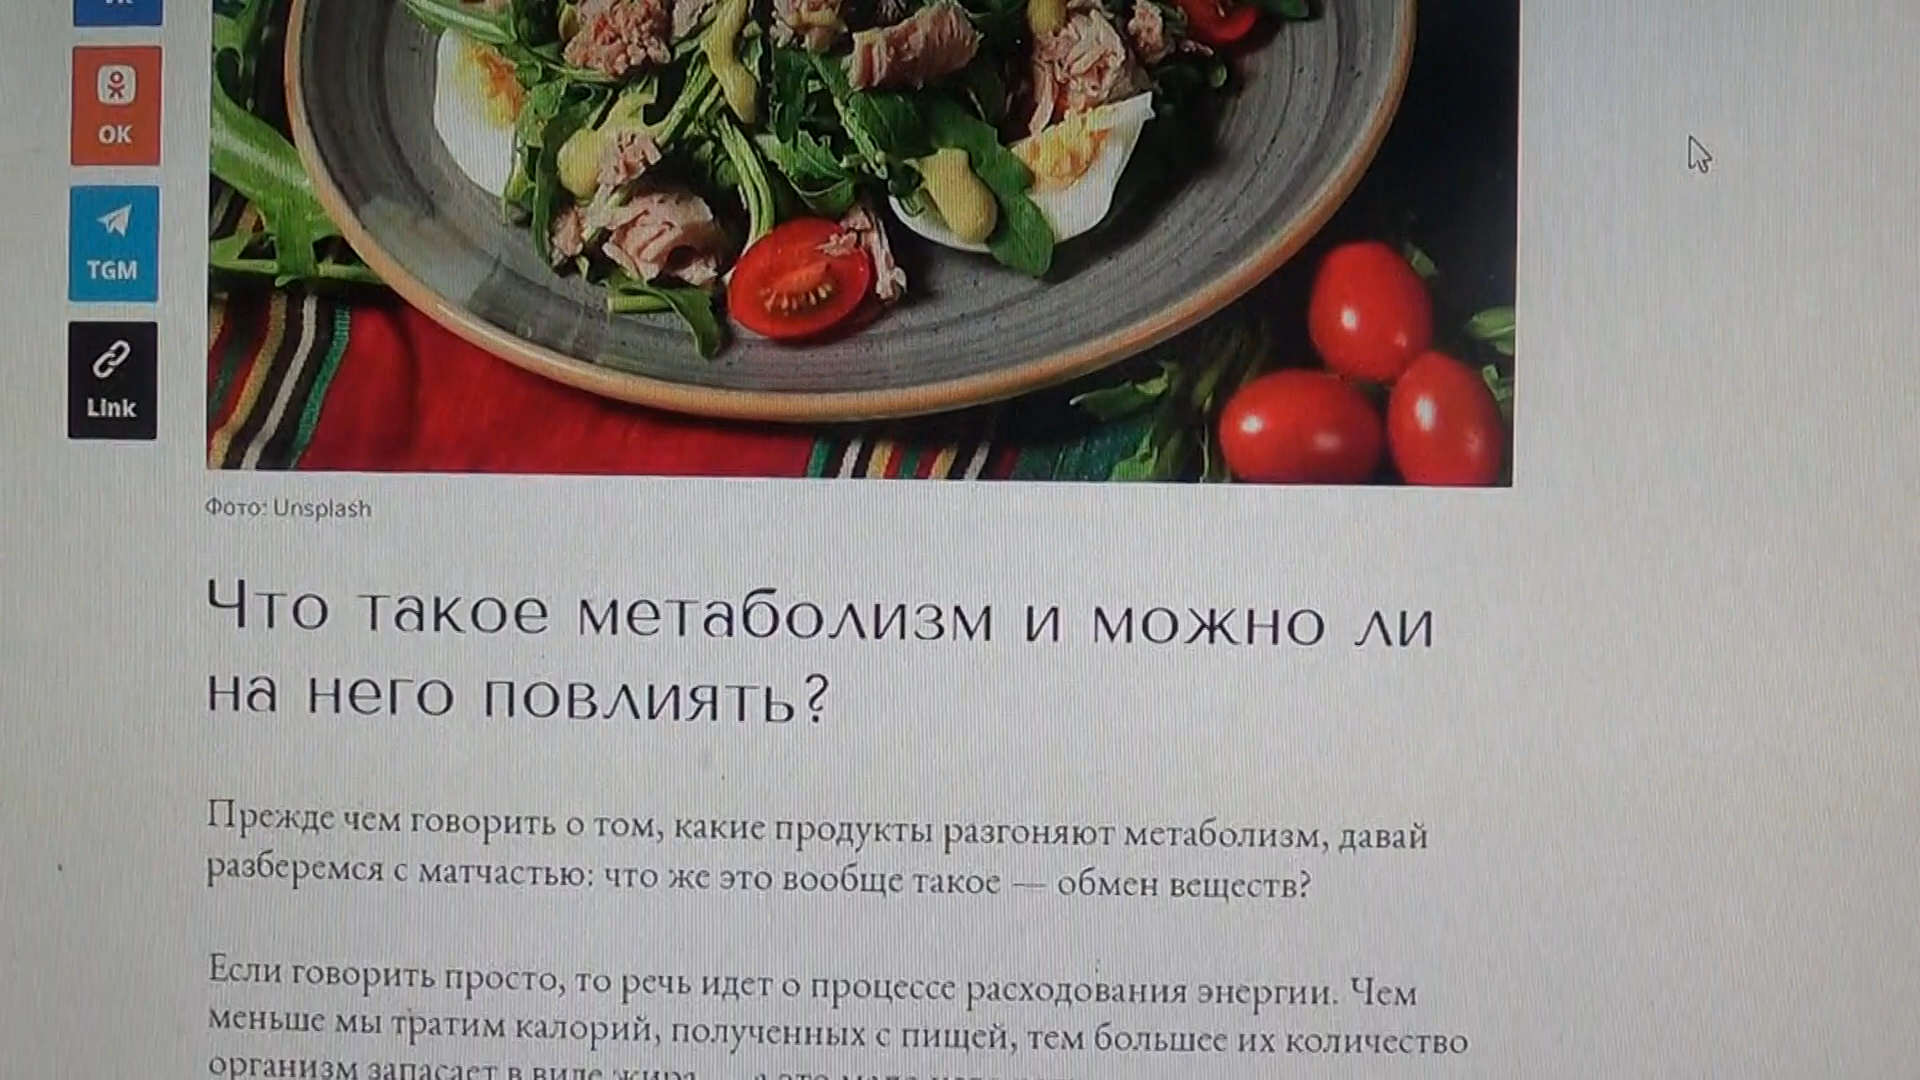 OK
TGM
Link
Фото: Unsplash
Что такое метаболизм и можно ли
на него повлиять?
Прежде чем говорить о том, какие продукты разгоняют метаболизм, давай
разберемся с матчастью: что же это вообще такое — обмен веществ?
Если говорить просто, то речь идет о процессе расходования энергии. Чем
меньше мы тратим калорий, полученных с пищей, тем большее их количество
организм запасает в виде жира